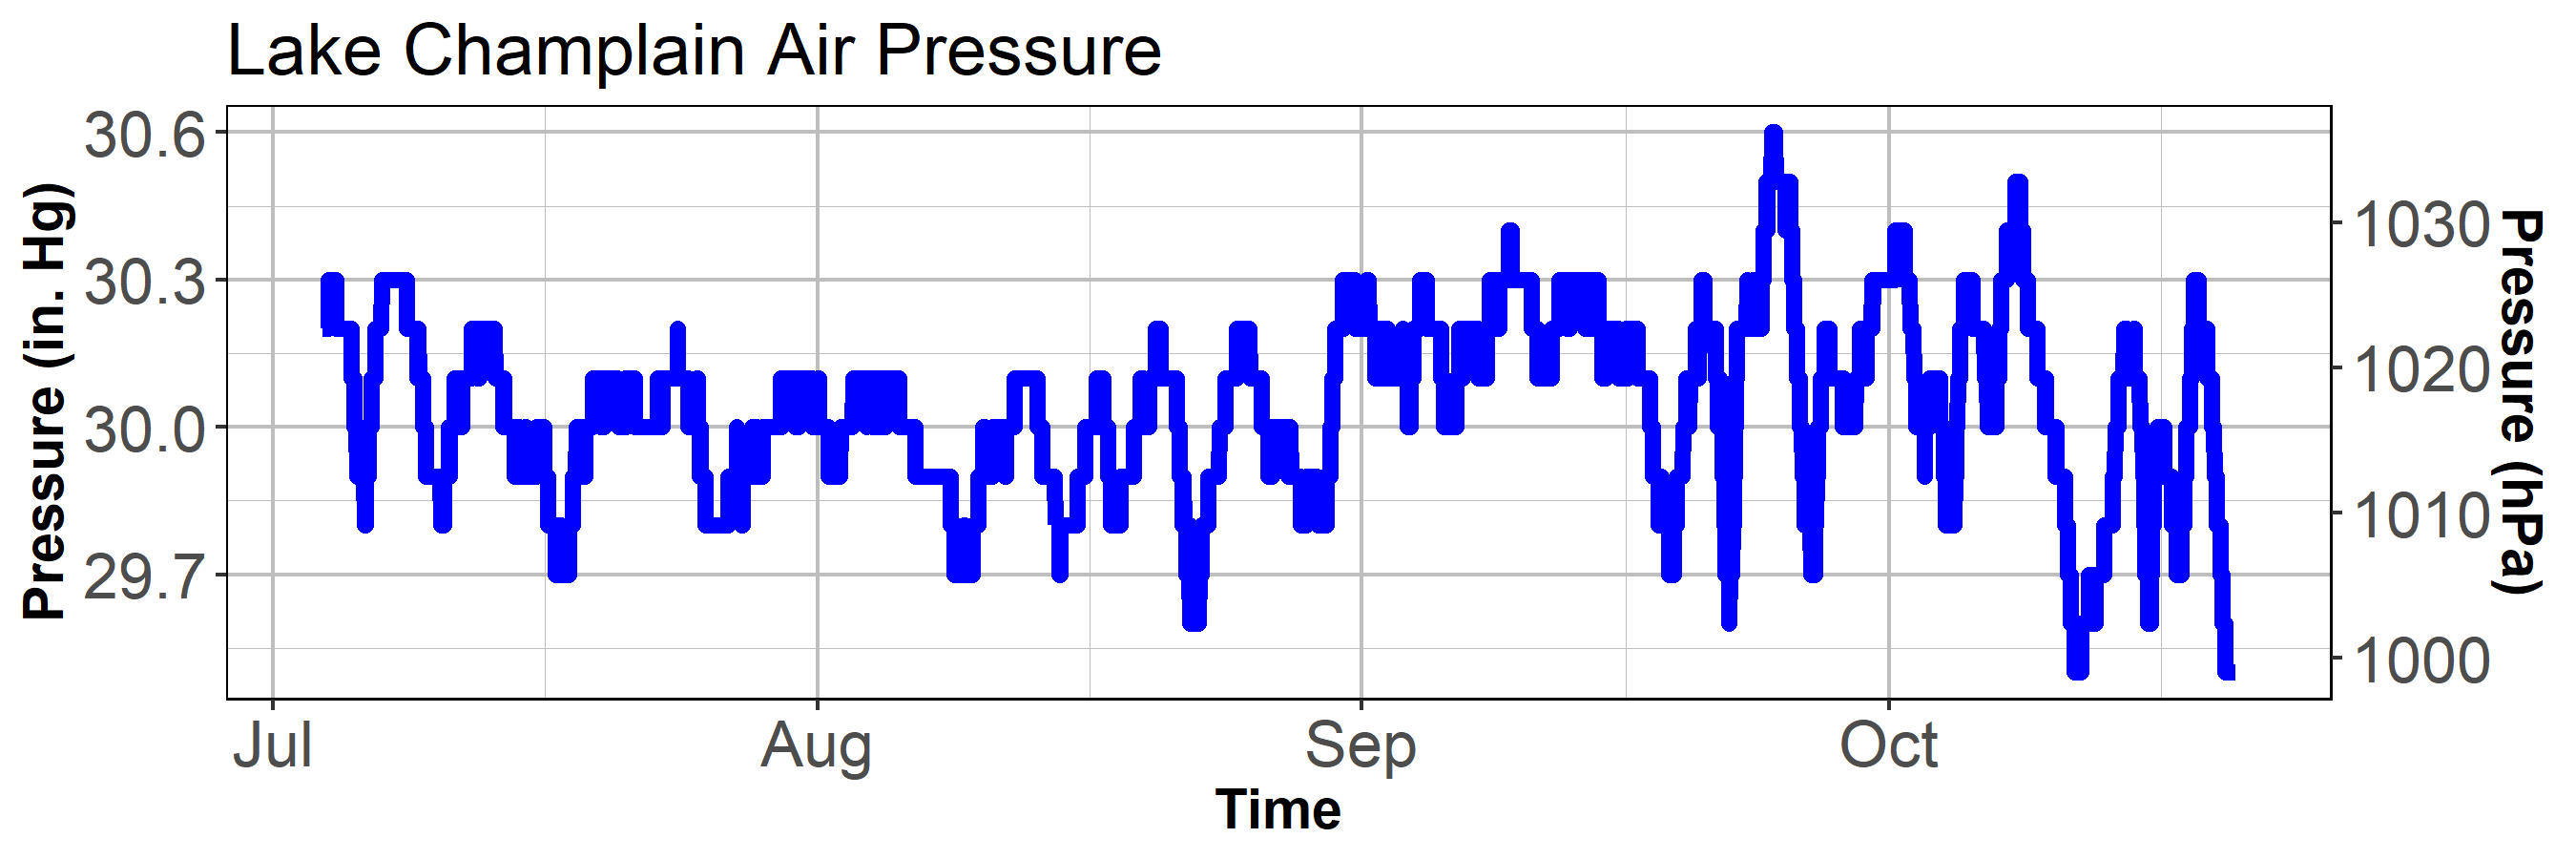 Lake Champlain Air Pressure
Pressure (in. Hg)
30.6
30.3
30.0
29.7
1030
1020
1010
1000
Pressure (hPa)
Jul Aug Sep Oct
Time